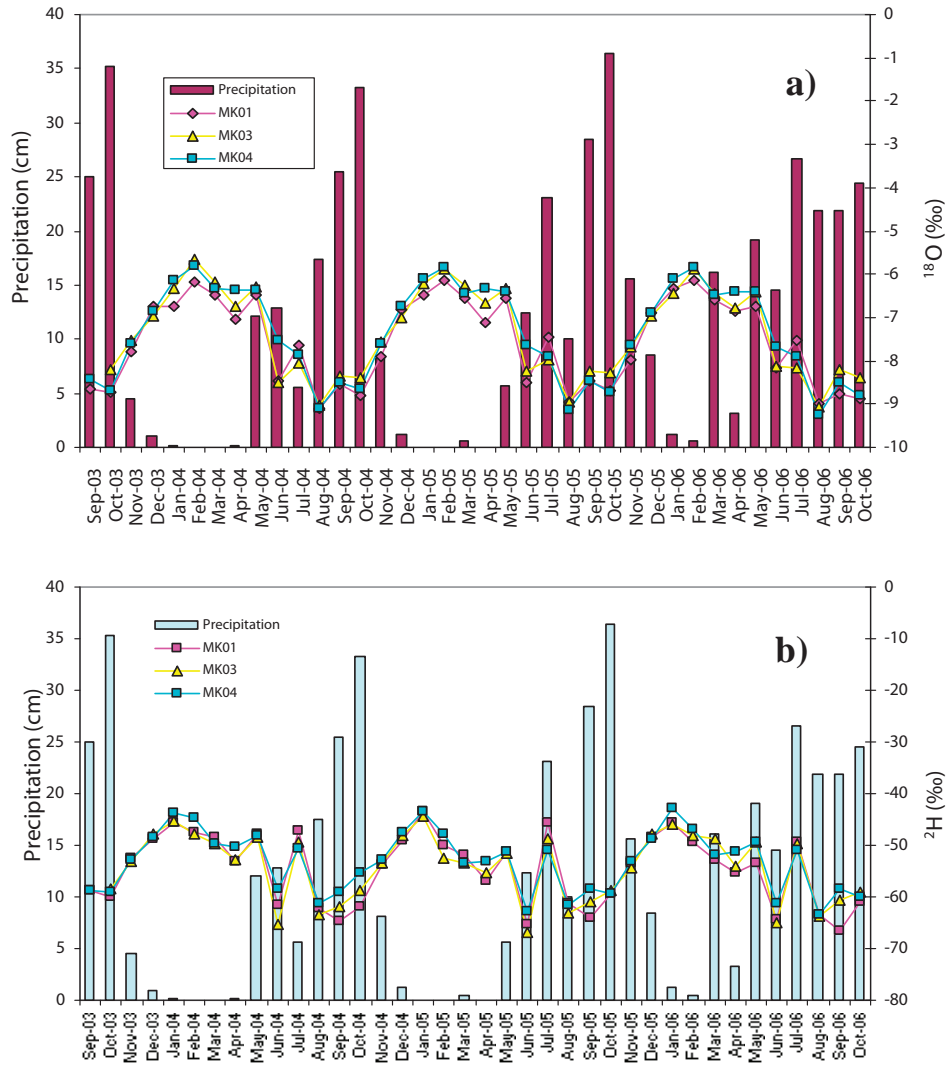 40
35
30
25
20
15
10
5
0
Precipitation (cm)
Precipitation
MK01
MK03
MK04
a)
0
-1
-2
-3
-4
-5
-6
-7
-8
-9
-10
18O (‰)
Sep-03
Oct-03
Nov-03
Dec-03
Jan-04
Feb-04
Mar-04
Apr-04
May-04
Jun-04
Jul-04
Aug-04
Sep-04
Oct-04
Nov-04
Dec-04
Jan-05
Feb-05
Mar-05
Apr-05
May-05
Jun-05
Jul-05
Aug-05
Sep-05
Oct-05
Nov-05
Dec-05
Jan-06
Feb-06
Mar-06
Apr-06
May-06
Jun-06
Jul-06
Aug-06
Sep-06
Oct-06
40
35
30
25
20
15
10
5
0
Precipitation (cm)
Precipitation
MK01
MK03
MK04
b)
0
-10
-20
-30
-40
-50
-60
-70
-80
2H (‰)
Sep-03
Oct-03
Nov-03
Dec-03
Jan-04
Feb-04
Mar-04
Apr-04
May-04
Jun-04
Jul-04
Aug-04
Sep-04
Oct-04
Nov-04
Dec-04
Jan-05
Feb-05
Mar-05
Apr-05
May-05
Jun-05
Jul-05
Aug-05
Sep-05
Oct-05
Nov-05
Dec-05
Jan-06
Feb-06
Mar-06
Apr-06
May-06
Jun-06
Jul-06
Aug-06
Sep-06
Oct-06